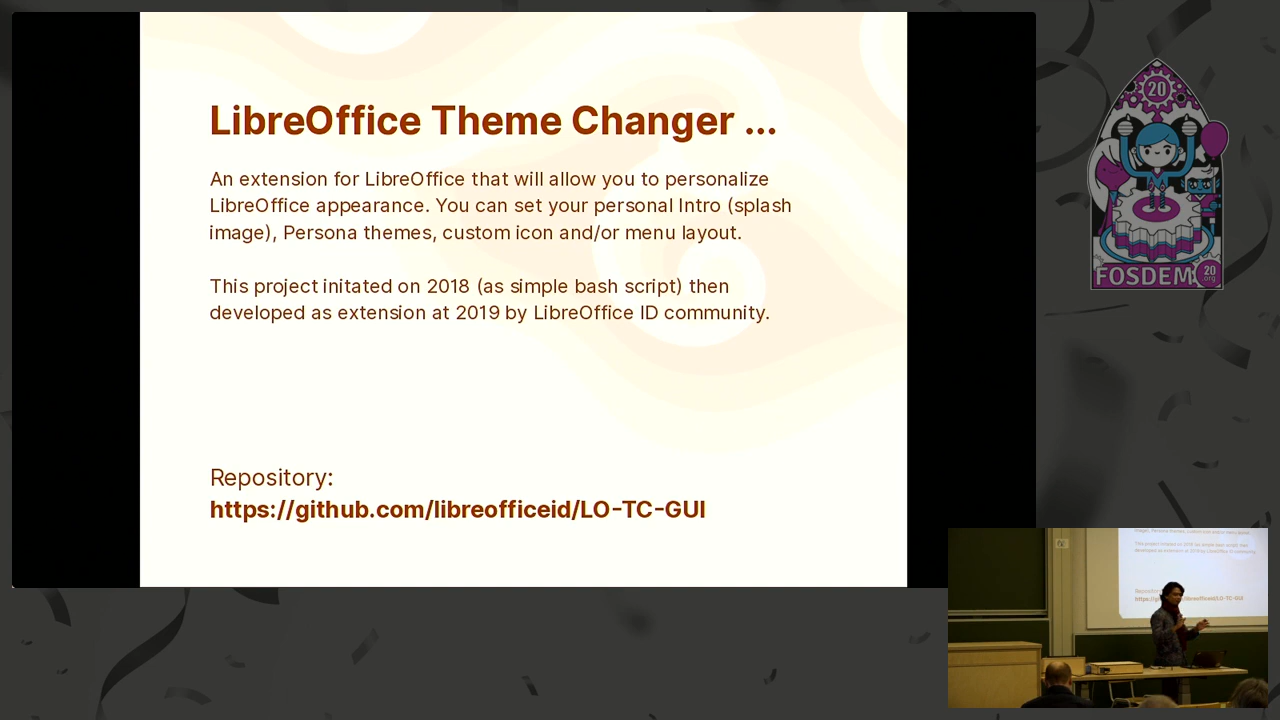 LibreOffice Theme Changer ...
An extension for LibreOffice that will allow you to personalize
LibreOffice appearance. You can set your personal Intro (splash
image), Persona themes, custom icon and/or menu layout.
This project initated on 2018 (as simple bash script) then
developed as extension at 2019 by LibreOffice ID community.
Repository:
https://github.com/libreofficeid/LO-TC-GUI
20
FOSDEM
20
.org